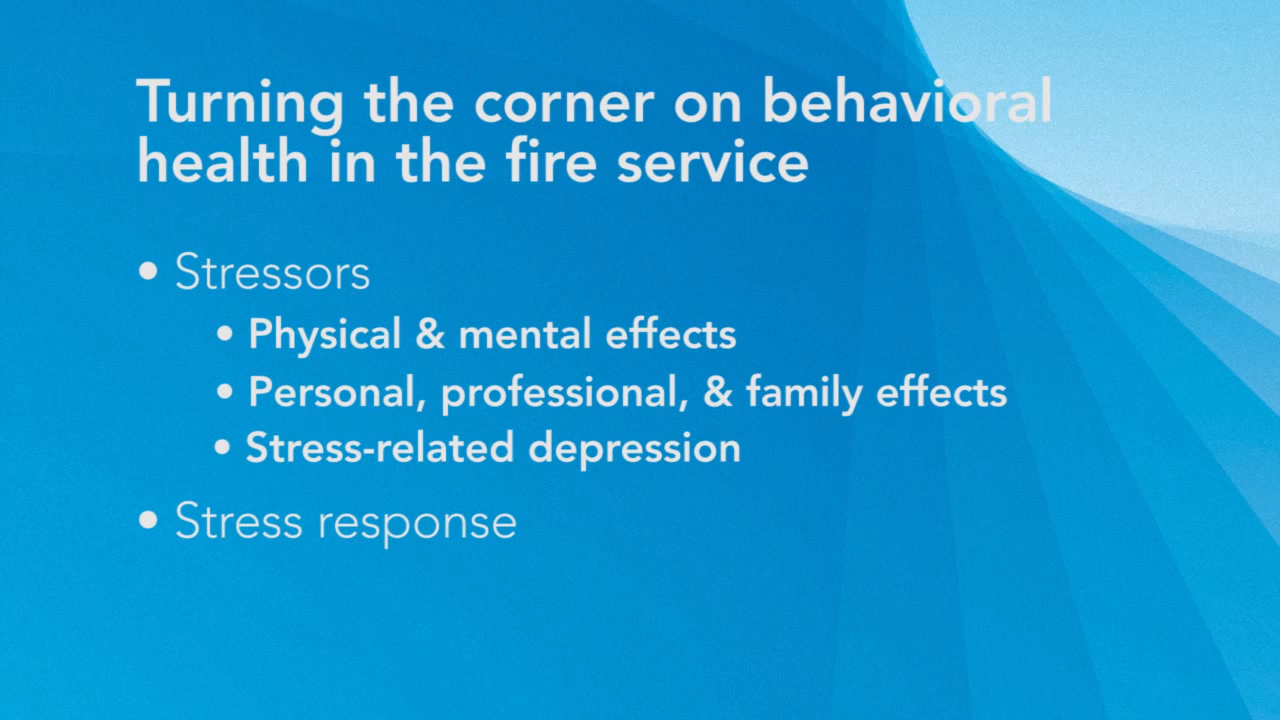 Turning the corner on behavioral
health in the fire service
• Stressors
• Physical & mental effects
• Personal, professional, & family effects
• Stress-related depression
• Stress response